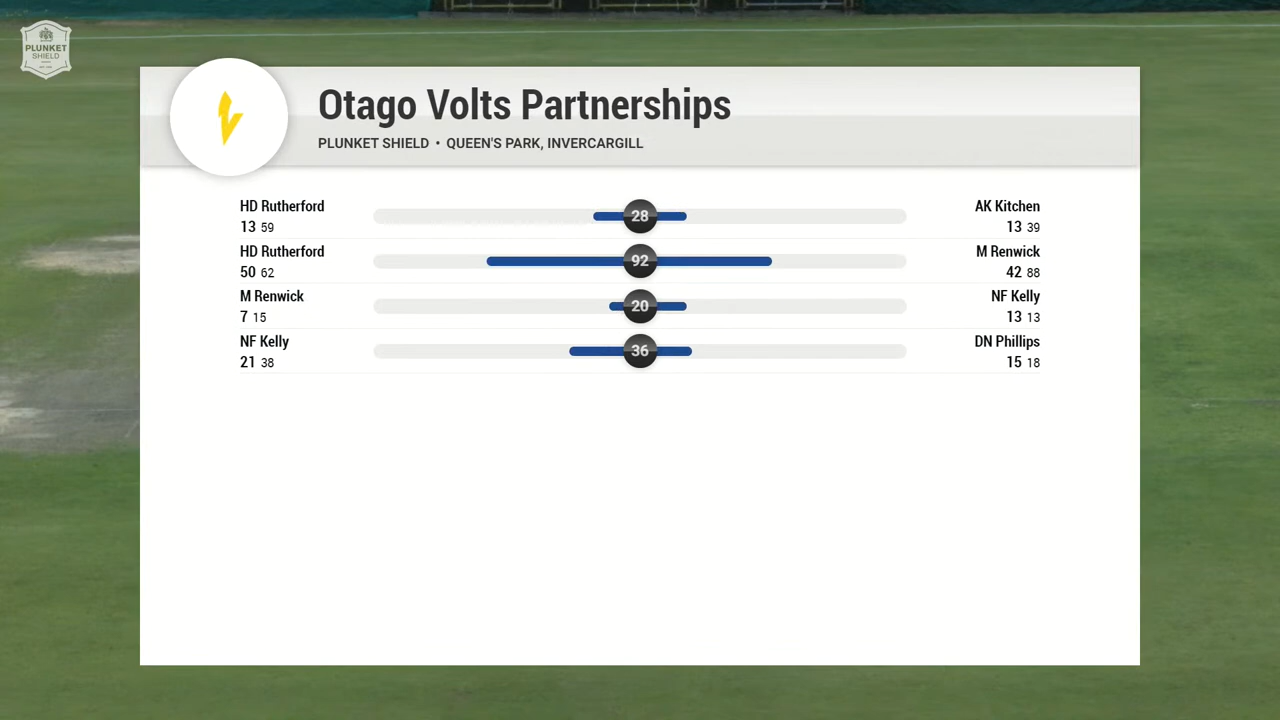 PLUNKET
SHIELD
Otago Volts Partnerships
PLUNKET SHIELD • QUEEN'S PARK, INVERCARGILL
HD Rutherford 28 AK Kitchen
13 59 13 39
HD Rutherford 92 M Renwick
50 62 42 88
M Renwick 20 NF Kelly
7 15 13 13
NF Kelly 36 DN Phillips
21 38 15 18